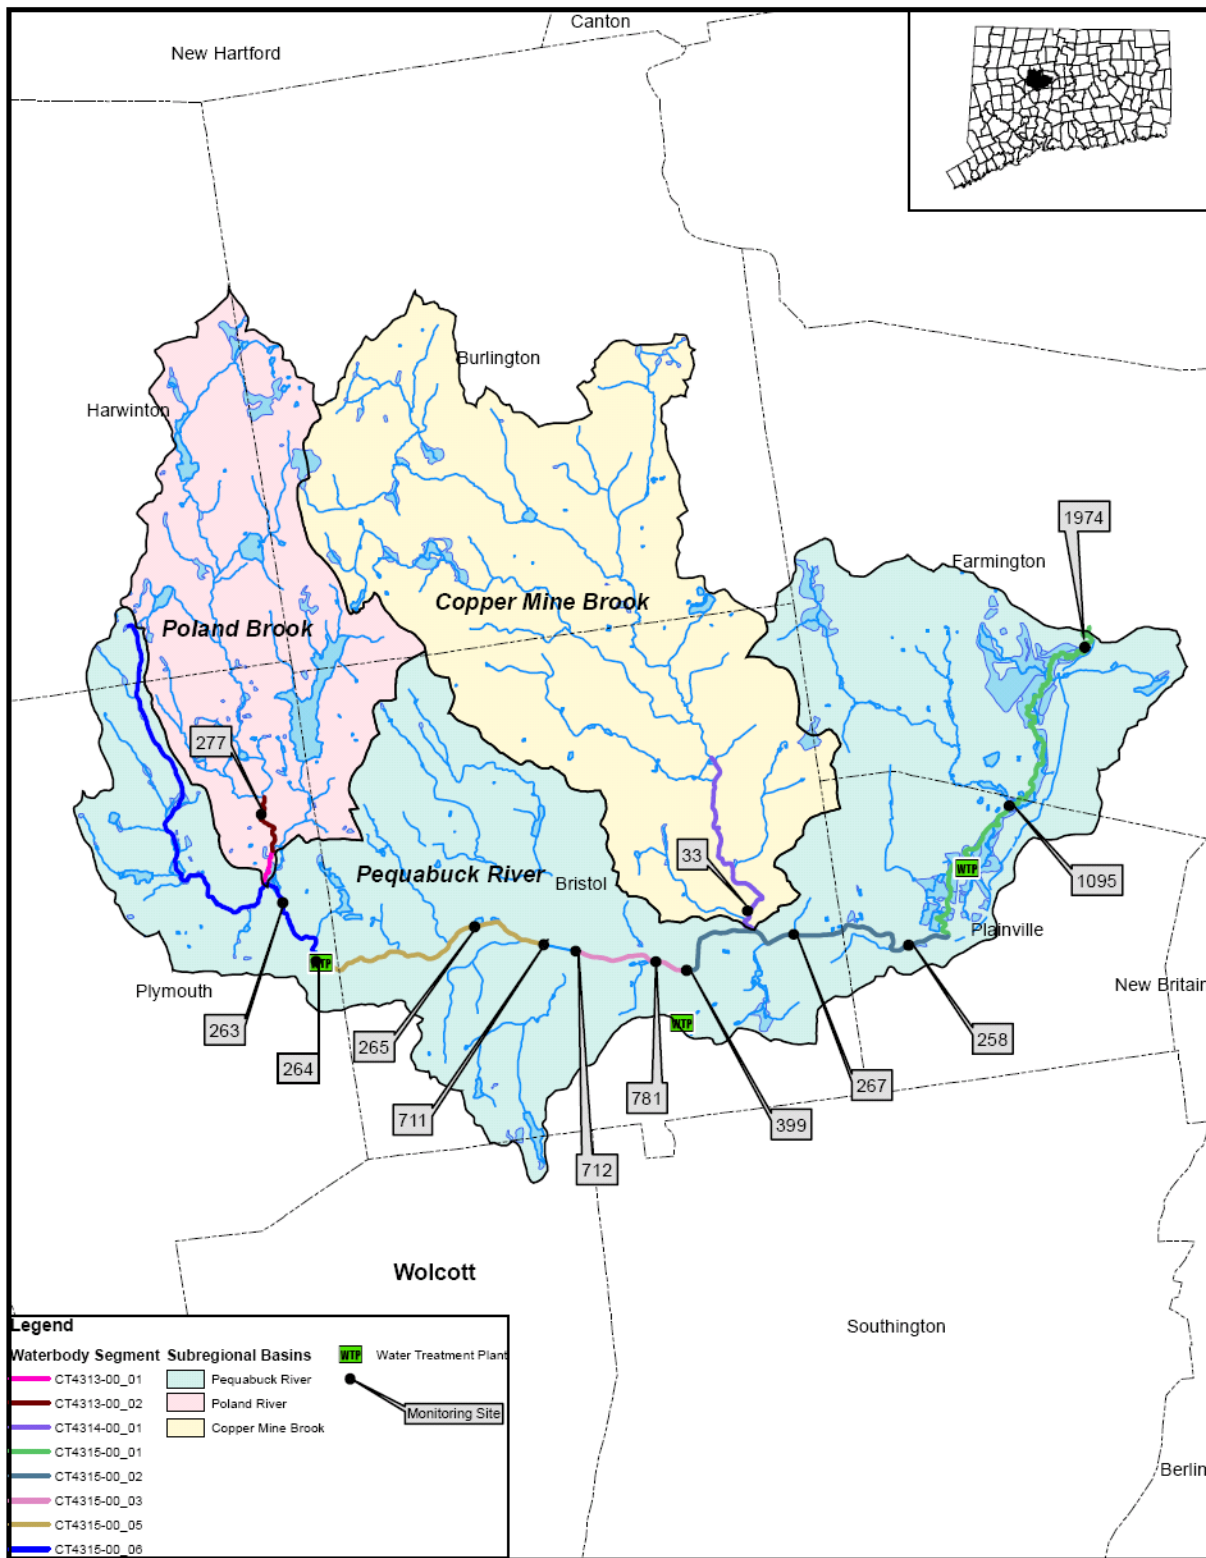 Canton
New Hartford
Burlington
Harwinton
1974
Farmington
Copper Mine Brook
Poland Brook
277
33
Pequabuck River
Bristol
WTP
1095
Plainville
WTP
Plymouth
New Britain
263
264
265
WTP
258
267
711
781
399
712
Wolcott
Southington
Berlin
Legend
Waterbody Segment
CT4313-00_01
CT4313-00_02
CT4314-00_01
CT4315-00_01
CT4315-00_02
CT4315-00_03
CT4315-00_05
CT4315-00_06
Subregional Basins
Pequabuck River
Poland River
Copper Mine Brook
WTP Water Treatment Plant
Monitoring Site